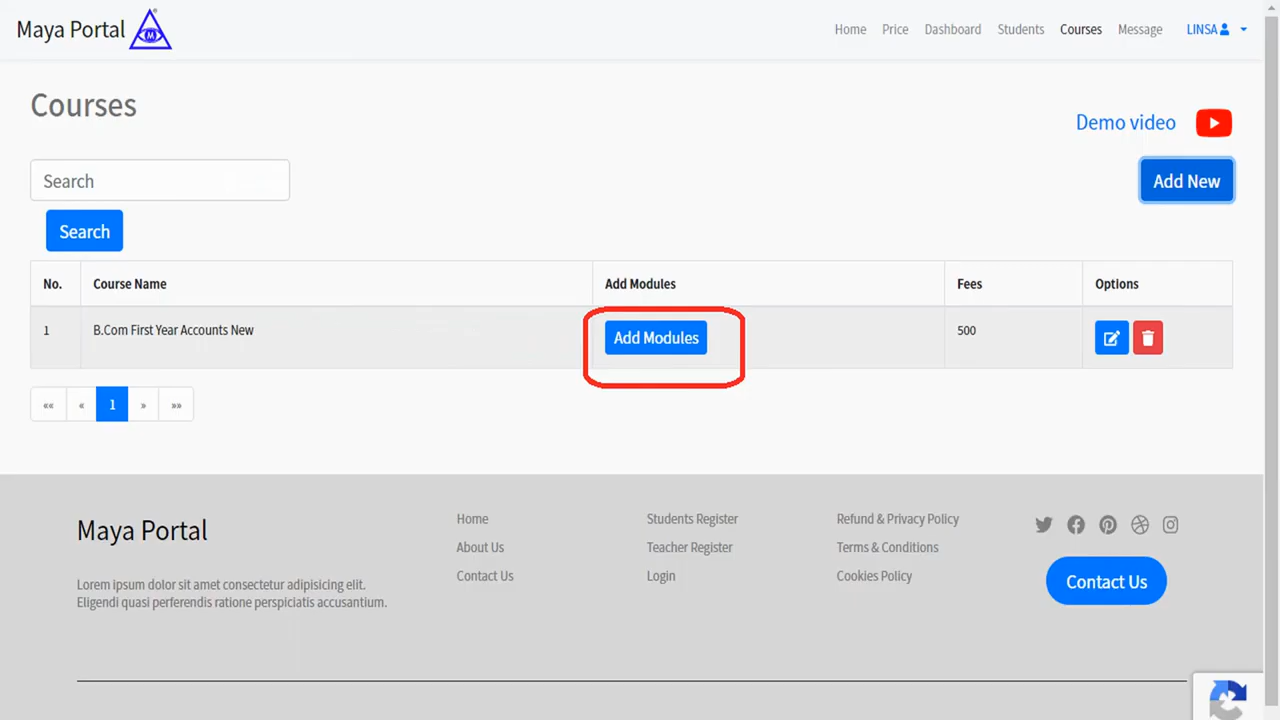 Maya Portal
Home Price Dashboard Students Courses Message LINSA
Courses
Demo video
Search
Add New
Search
No. Course Name Add Modules Fees Options
1 B.Com First Year Accounts New Add Modules 500
«« « 1 » »»
Maya Portal
Lorem ipsum dolor sit amet consectetur adipisicing elit.
Eligendi quasi perferendis ratione perspiciatis accusantium.
Home
About Us
Contact Us
Students Register
Teacher Register
Login
Refund & Privacy Policy
Terms & Conditions
Cookies Policy
Contact Us